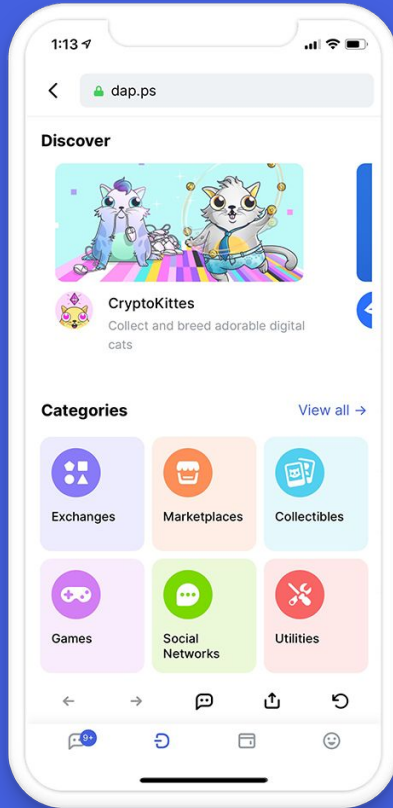 1:13
dap.ps
Discover
CryptoKittes
Collect and breed adorable digital
cats
Categories
View all →
Exchanges
Marketplaces
Collectibles
Games
Social
Networks
Utilities
9+